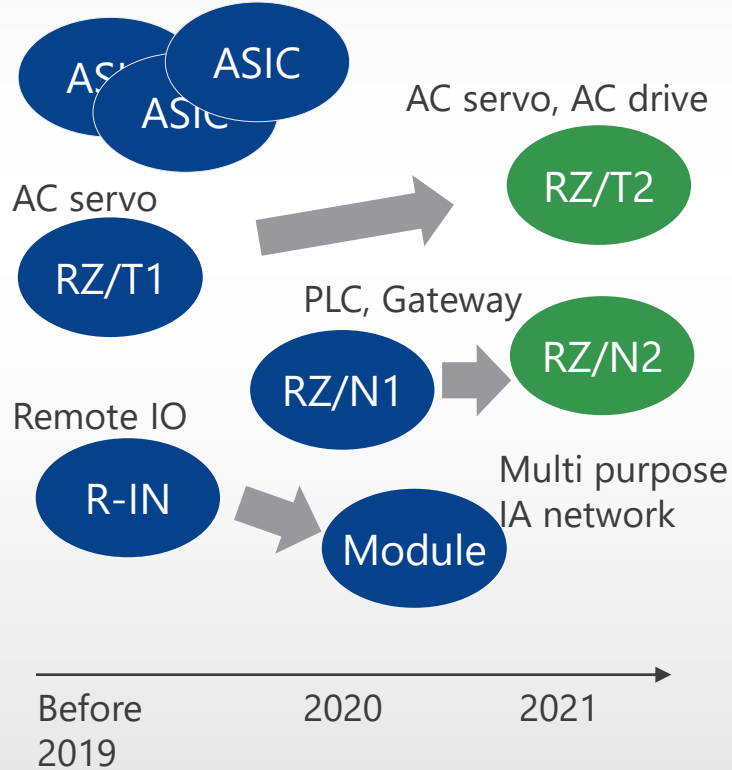 ASIC
ASIC
ASIC
AC servo, AC drive
RZ/T2
AC servo
RZ/T1
PLC, Gateway
RZ/N2
RZ/N1
Remote IO
R-IN
Multi purpose
IA network
Module
Before
2019
2020
2021